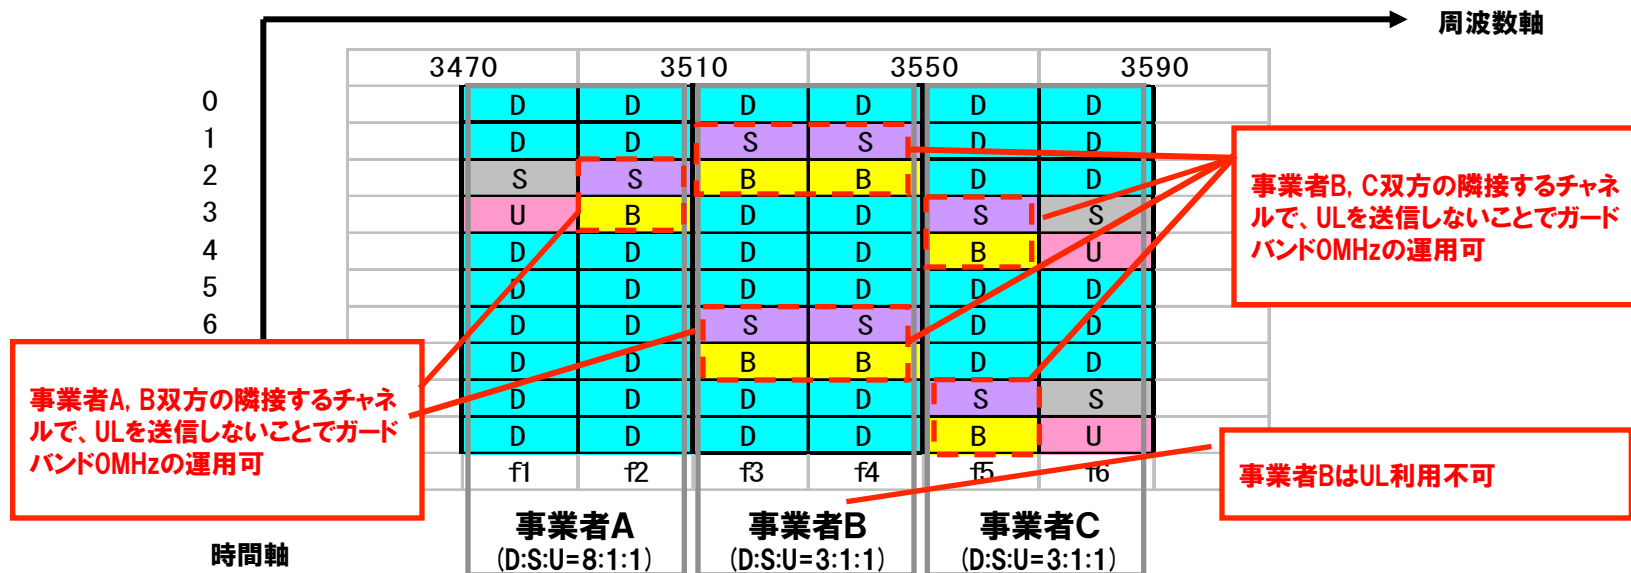 周波数軸
3470 3510 3550 3590
0 D D D D D D
1 D D S S D D
2 S S B B D D
3 U B D D S S
4 D D D D B U
5 D D D D D D
6 D D S S D D
D D B B D D
D D D D S S
D D D D B U
f1 f2 f3 f4 f5 f6
事業者B, C双方の隣接するチャネ
ルで、ULを送信しないことでガード
バンド0MHzの運用可
事業者A, B双方の隣接するチャネ
ルで、ULを送信しないことでガード
バンド0MHzの運用可
事業者BはUL利用不可
事業者A 事業者B 事業者C
(D:S:U=8:1:1) (D:S:U=3:1:1) (D:S:U=3:1:1)
時間軸